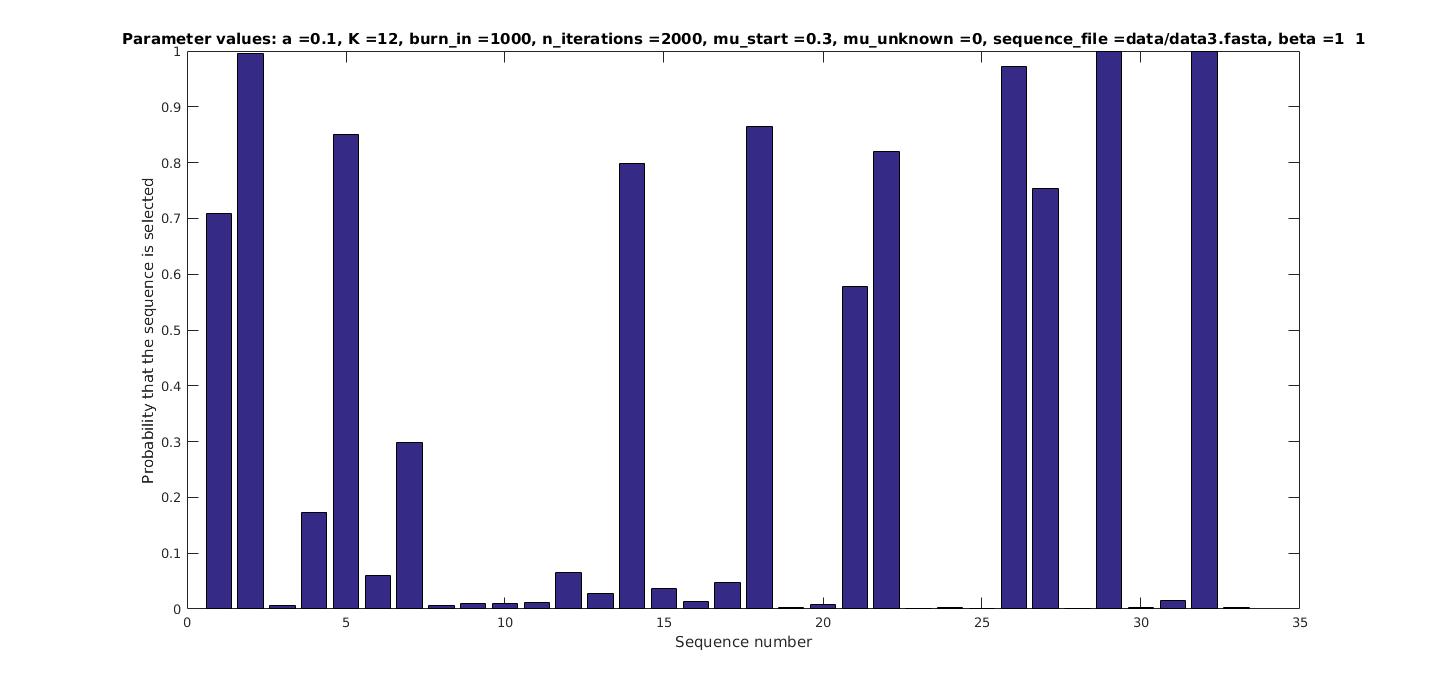 Parameter values: a =0.1, K =12, burn_in =1000, n_iterations =2000, mu_start =0.3, mu_unknown =0, sequence_file =data/data3.fasta, beta =1  1
1
0.9
0.8
0.7
0.6
0.5
0.4
0.3
0.2
0.1
0
Probability that the sequence is selected
0 5 10 15 20 25 30 35
Sequence number